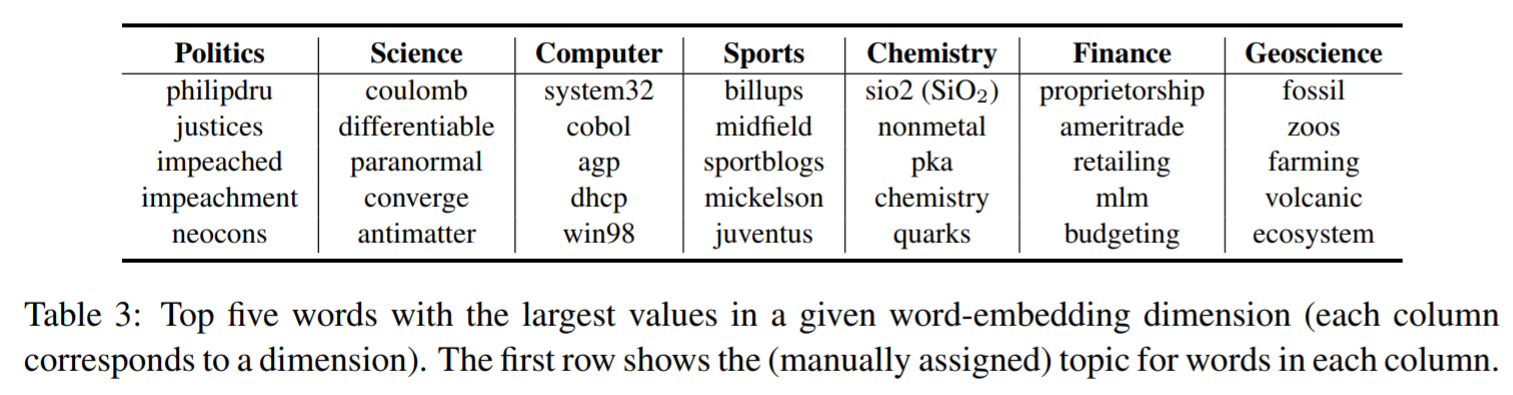 Politics Science Computer Sports Chemistry Finance Geoscience
philipdru coulomb system32 billups sio2 (SiO₂) proprietorship fossil
justices differentiable cobol midfield nonmetal ameritrade zoos
impeached paranormal agp sportblogs pka retailing farming
impeachment converge dhcp mickelson chemistry mlm volcanic
neocons antimatter win98 juventus quarks budgeting ecosystem
Table 3: Top five words with the largest values in a given word-embedding dimension (each column
corresponds to a dimension). The first row shows the (manually assigned) topic for words in each column.